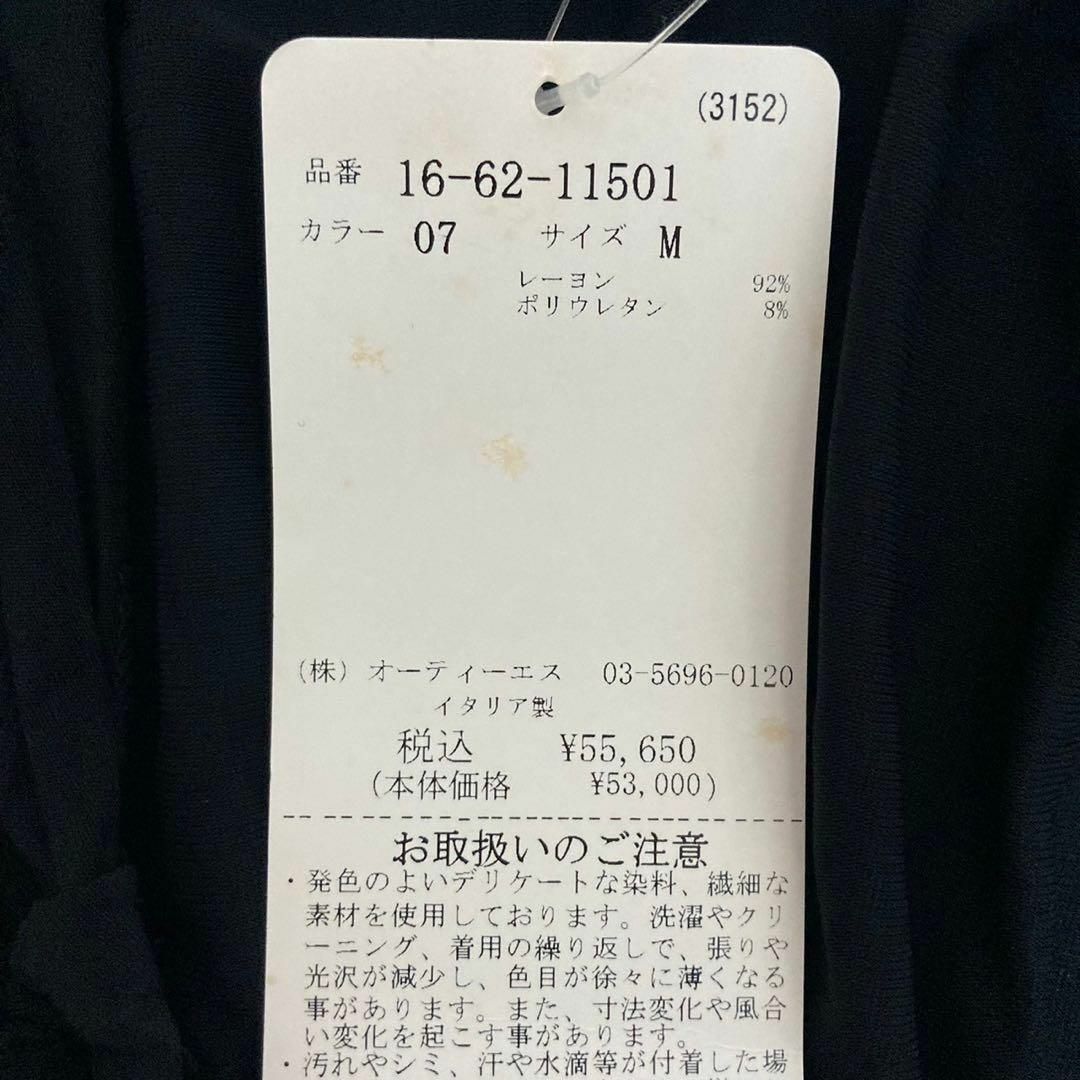 (3152)
品番 16-62-11501
カラー 07 サイズ M
レーヨン 92%
ポリウレタン 8%
(株) オーティーエス 03-5696-0120
イタリア製
税込 ¥55,650
(本体価格 ¥53,000)
お取扱いのご注意
・発色のよいデリケートな染料、繊細な
素材を使用しております。洗濯やクリ
ーニング、着用の繰り返しで、張りや
光沢が減少し、色目が徐々に薄くなる
事があります。また、寸法変化や風合
い変化を起こす事があります。
・汚れやシミ、汗や水滴等が付着した場